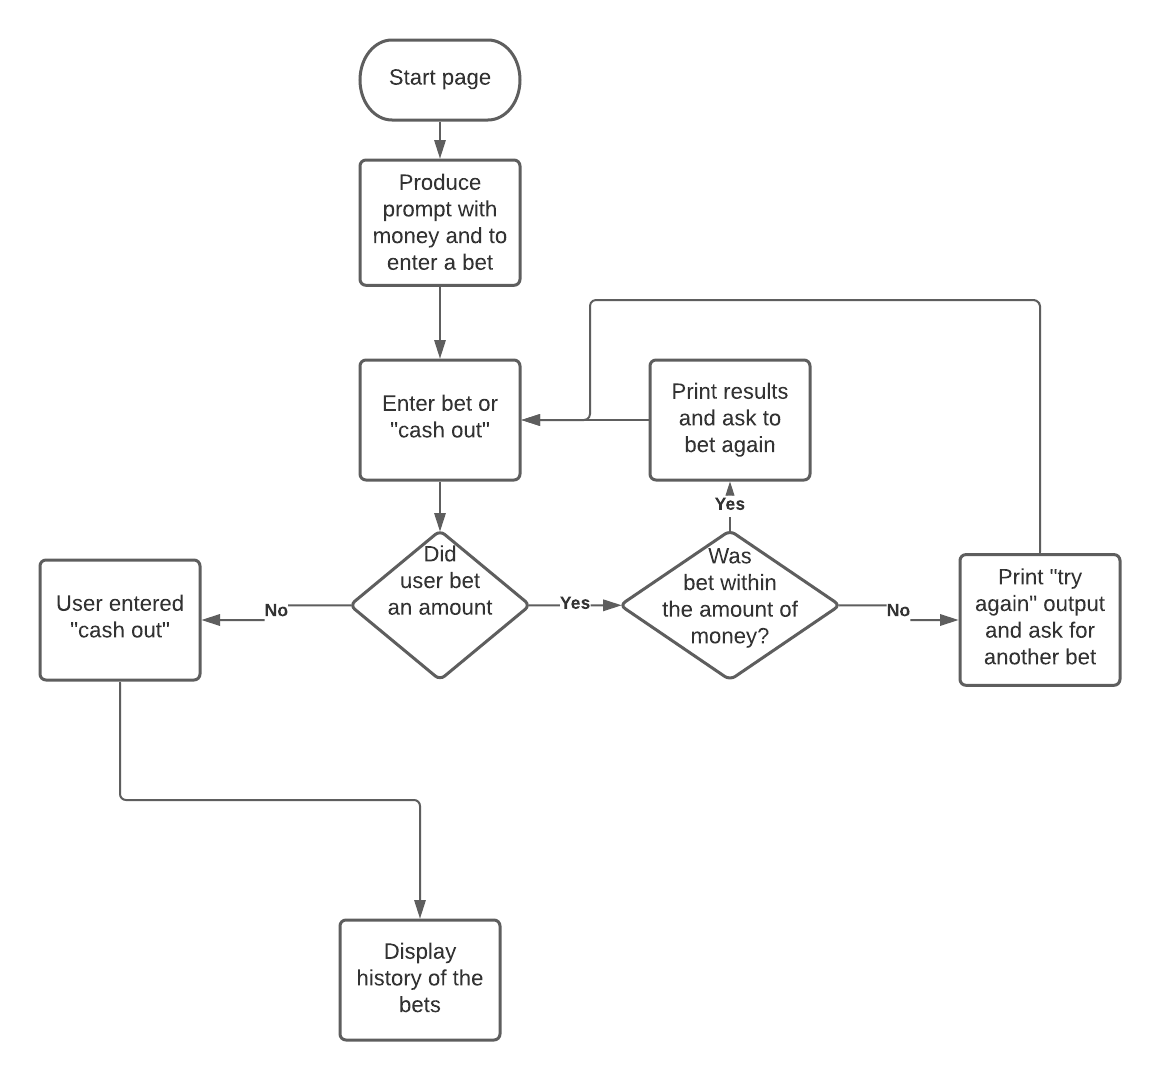 Start page
Produce
prompt with
money and to
enter a bet
Enter bet or
"cash out"
Print results
and ask to
bet again
Yes
Did
user bet
an amount
Yes
Was
bet within
the amount of
money?
No
Print "try
again" output
and ask for
another bet
No
User entered
"cash out"
Display
history of the
bets